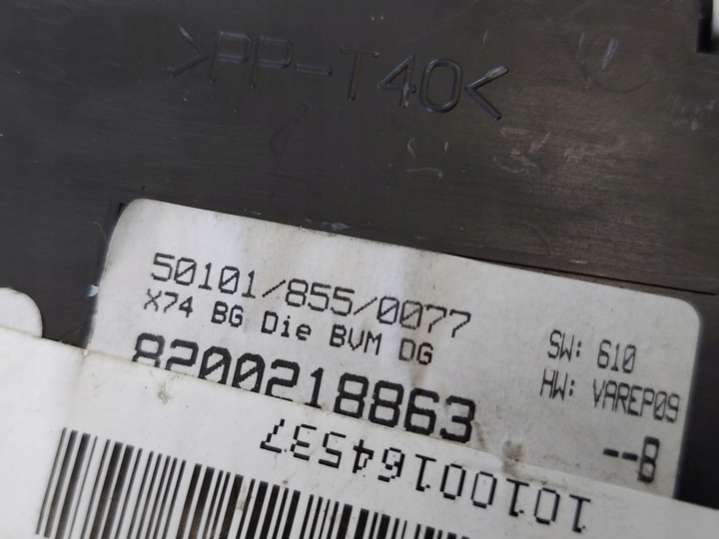 >PP-T40<
50101/855/0077
X74 BG Die BVM DG
8200218863
SW: 610
HW: VAREP09
--B
10100164537